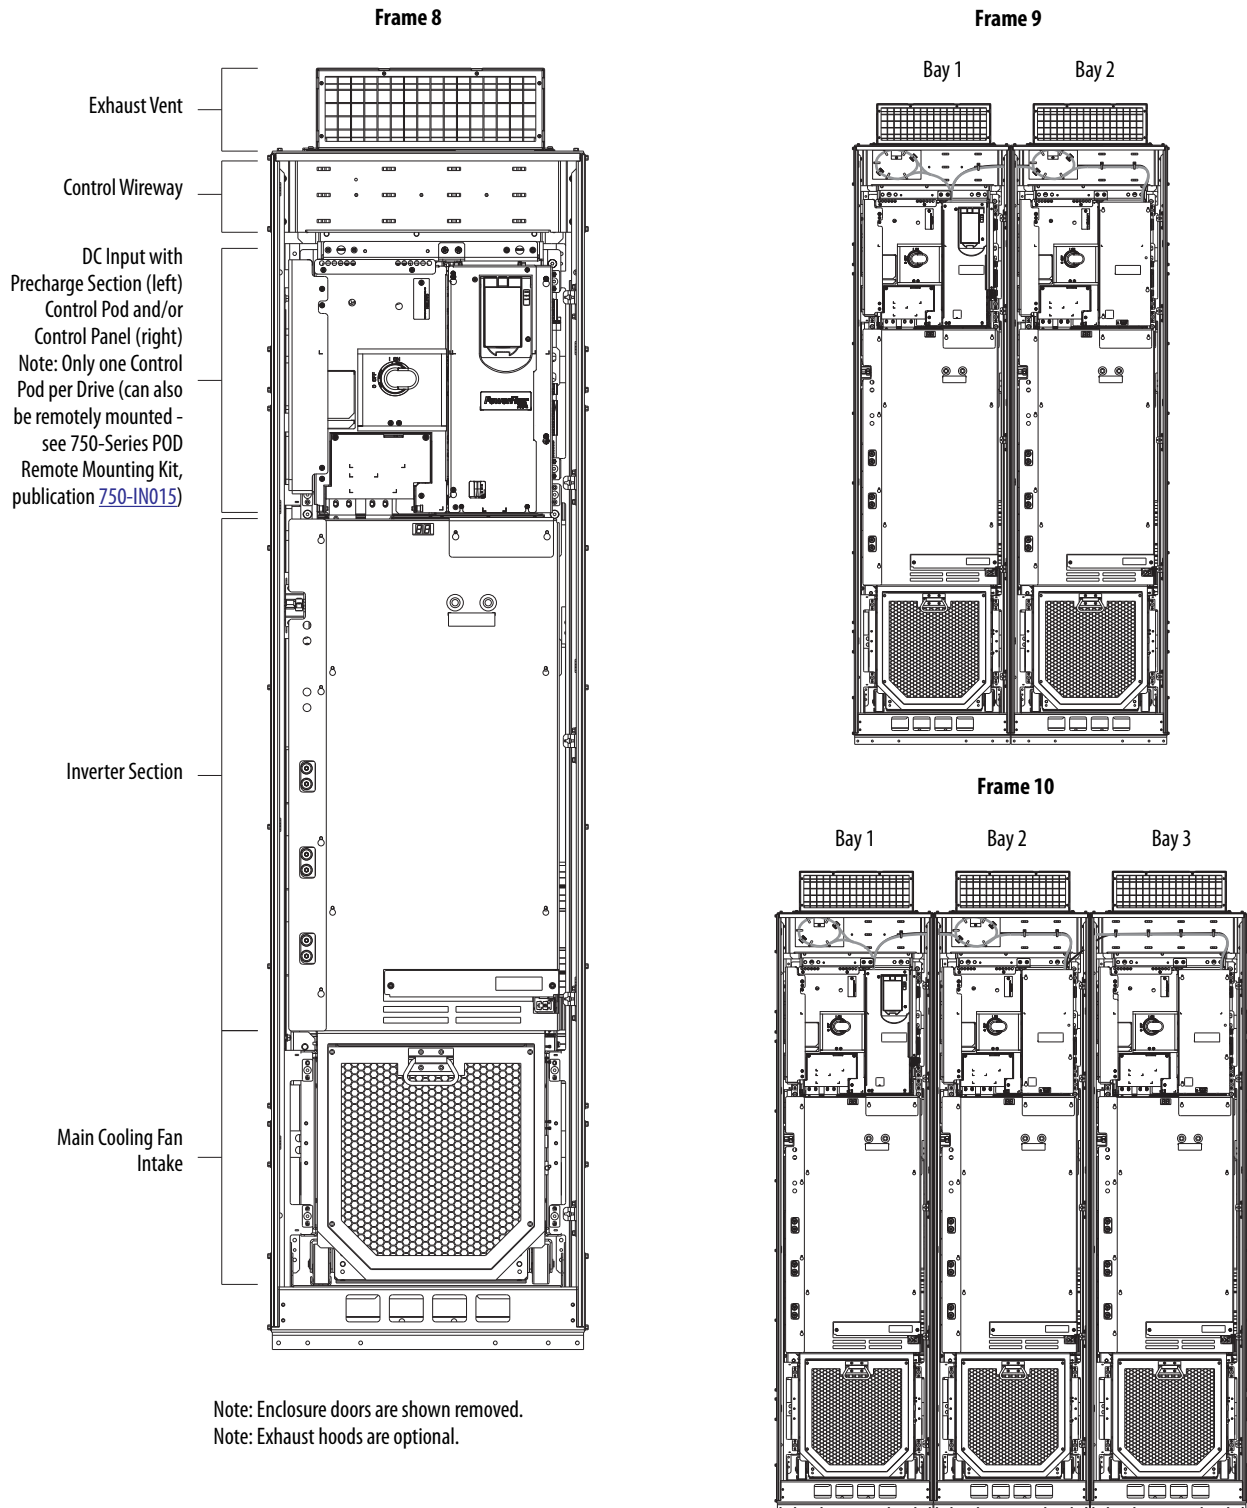 Frame 8
Exhaust Vent
Control Wireway
DC Input with
Precharge Section (left)
Control Pod and/or
Control Panel (right)
Note: Only one Control
Pod per Drive (can also
be remotely mounted -
see 750-Series POD
Remote Mounting Kit,
publication 750-IN015)
Inverter Section
Main Cooling Fan
Intake
Note: Enclosure doors are shown removed.
Note: Exhaust hoods are optional.
Frame 9
Bay 1
Bay 2
Frame 10
Bay 1
Bay 2
Bay 3